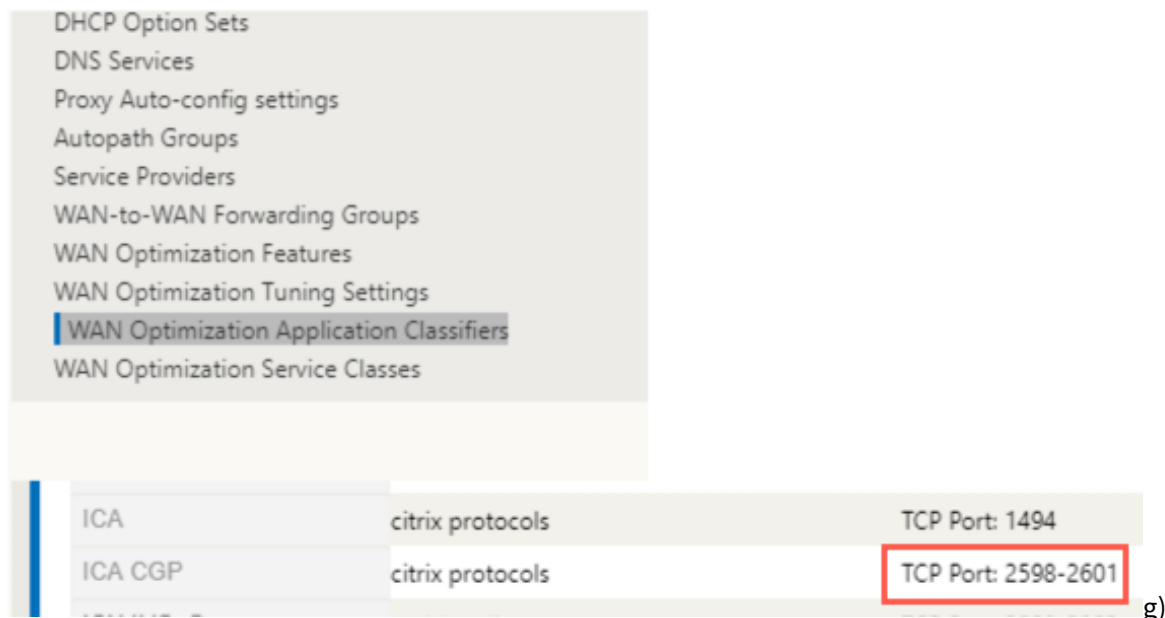 DHCP Option Sets
DNS Services
Proxy Auto-config settings
Autopath Groups
Service Providers
WAN-to-WAN Forwarding Groups
WAN Optimization Features
WAN Optimization Tuning Settings
WAN Optimization Application Classifiers
WAN Optimization Service Classes
ICA citrix protocols TCP Port: 1494
ICA CGP citrix protocols TCP Port: 2598-2601
g)